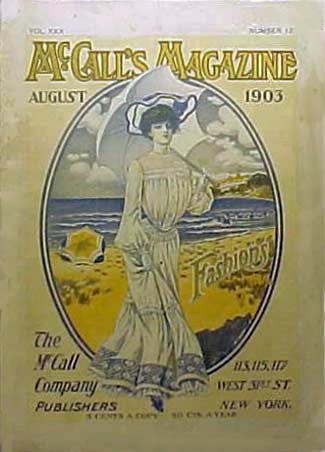 VOL. XXX NUMBER 12
McCALL'S MAGAZINE
AUGUST 1903
Fashions
The
McCall
Company
PUBLISHERS
113, 115, 117
WEST 31ST ST.
NEW YORK.
5 CENTS A COPY 50 CTS. A YEAR